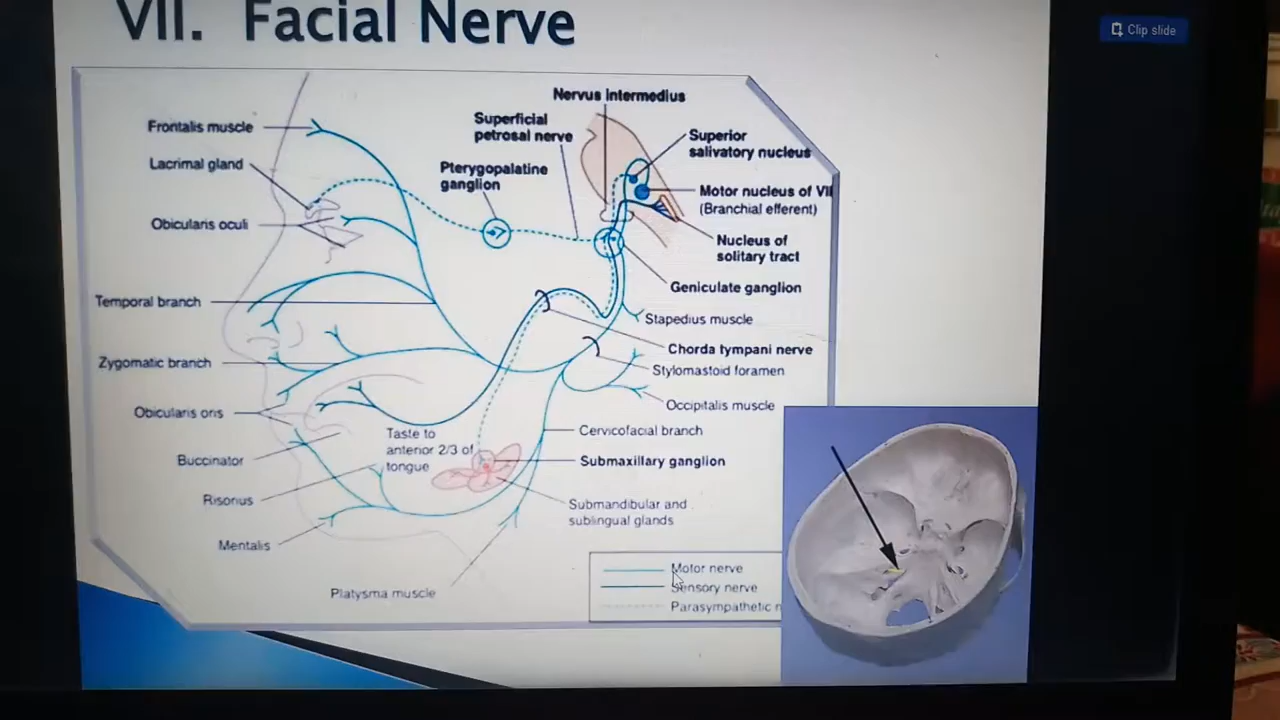 VII. Facial Nerve
Clip slide
Nervus intermedius
Superficial
petrosal nerve
Frontalis muscle
Superior
salivatory nucleus
Lacrimal gland
Pterygopalatine
ganglion
Motor nucleus of VII
(Branchial efferent)
Obicularis oculi
Nucleus of
solitary tract
Geniculate ganglion
Temporal branch
Stapedius muscle
Chorda tympani nerve
Zygomatic branch
Stylomastoid foramen
Occipitalis muscle
Obicularis oris
Cervicofacial branch
Taste to
anterior 2/3 of
tongue
Buccinator
Submaxillary ganglion
Risorius
Submandibular and
sublingual glands
Mentalis
Motor nerve
Sensory nerve
Parasympathetic n
Platysma muscle